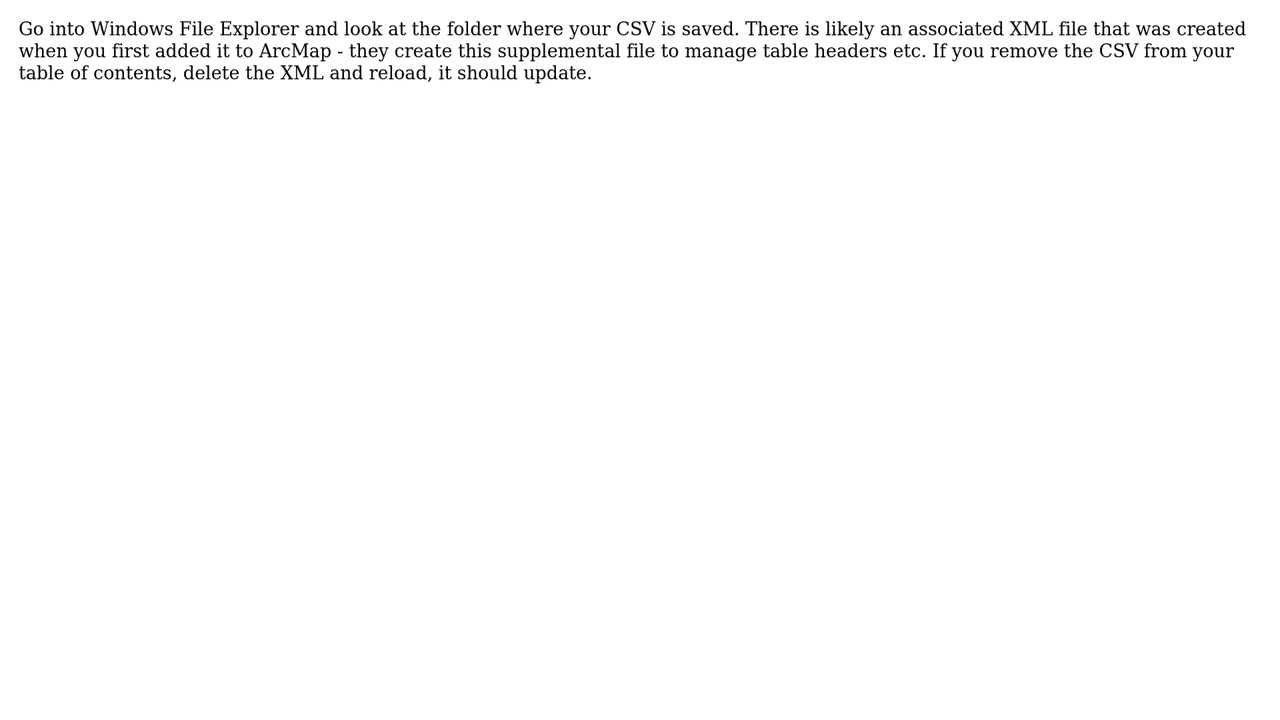 Go into Windows File Explorer and look at the folder where your CSV is saved. There is likely an associated XML file that was created
when you first added it to ArcMap - they create this supplemental file to manage table headers etc. If you remove the CSV from your
table of contents, delete the XML and reload, it should update.